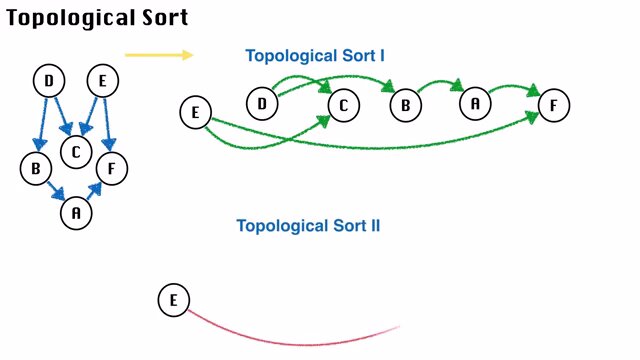 Topological Sort
Topological Sort I
D E
E D C B A F
C
B F
A
Topological Sort II
E